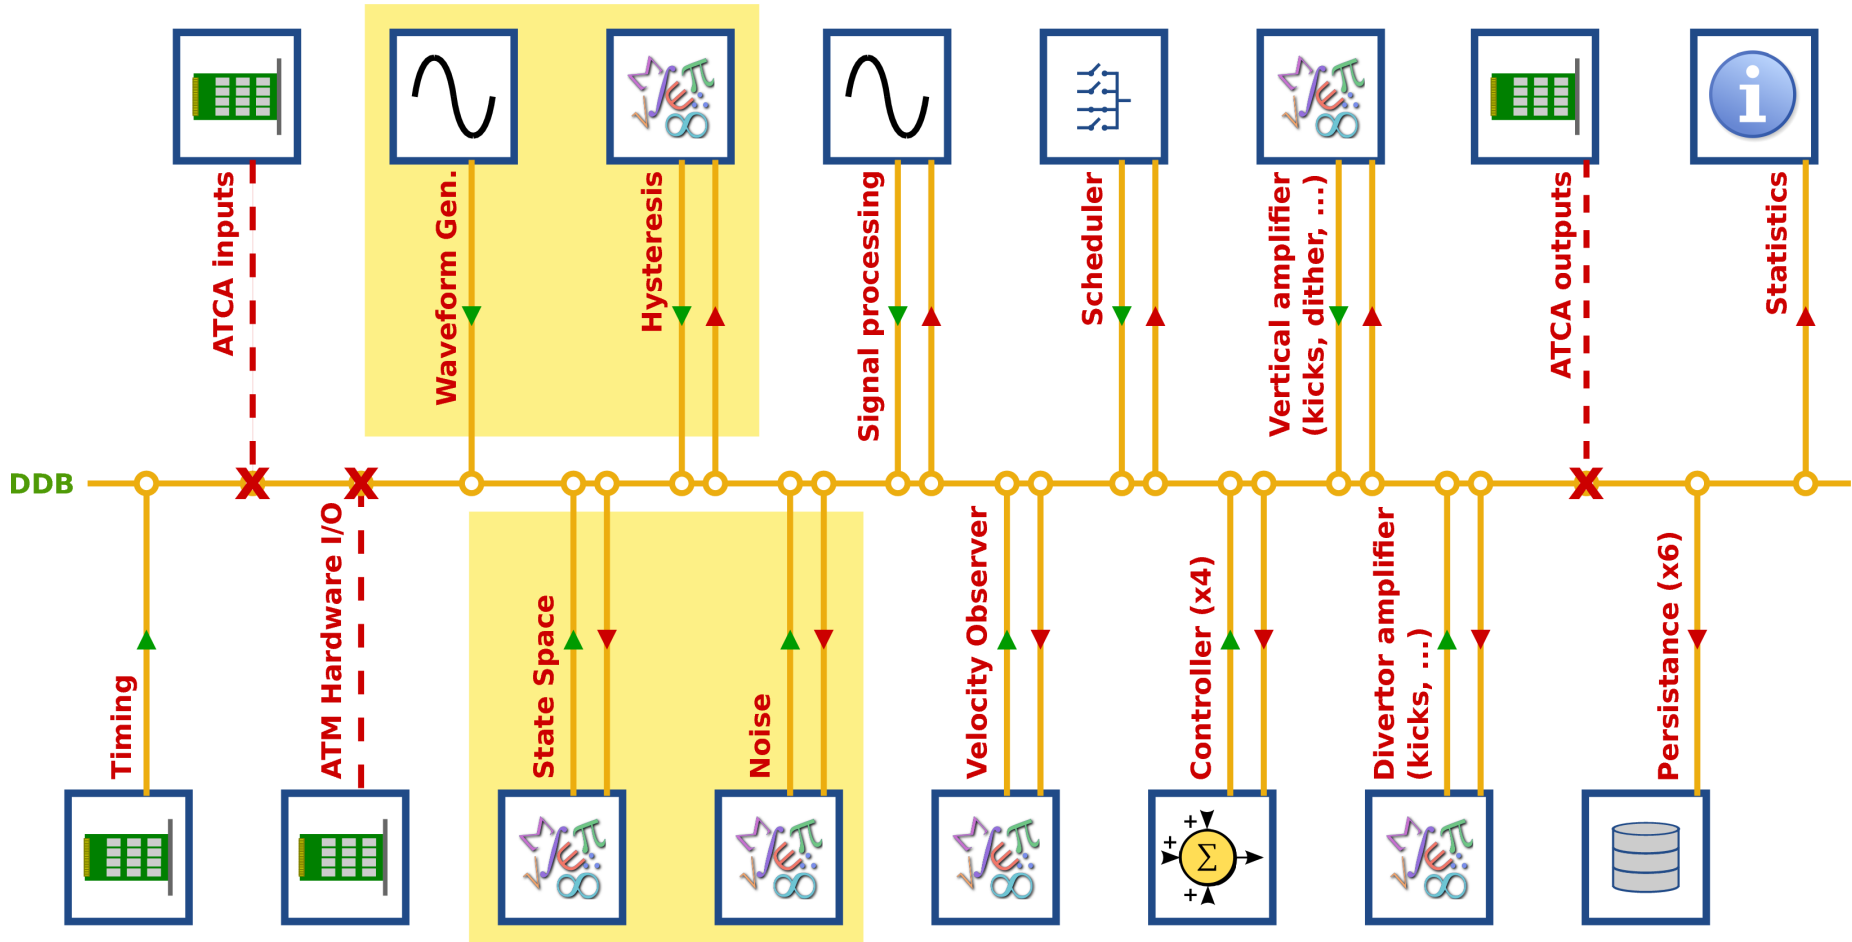 ATCA inputs
Waveform Gen.
Hysteresis
Signal processing
Scheduler
Vertical amplifier
(kicks, dither, ...)
ATCA outputs
Statistics
DDB
Timing
ATM Hardware I/O
State Space
Noise
Velocity Observer
Controller (x4)
Divertor amplifier
(kicks, ...)
Persistance (x6)